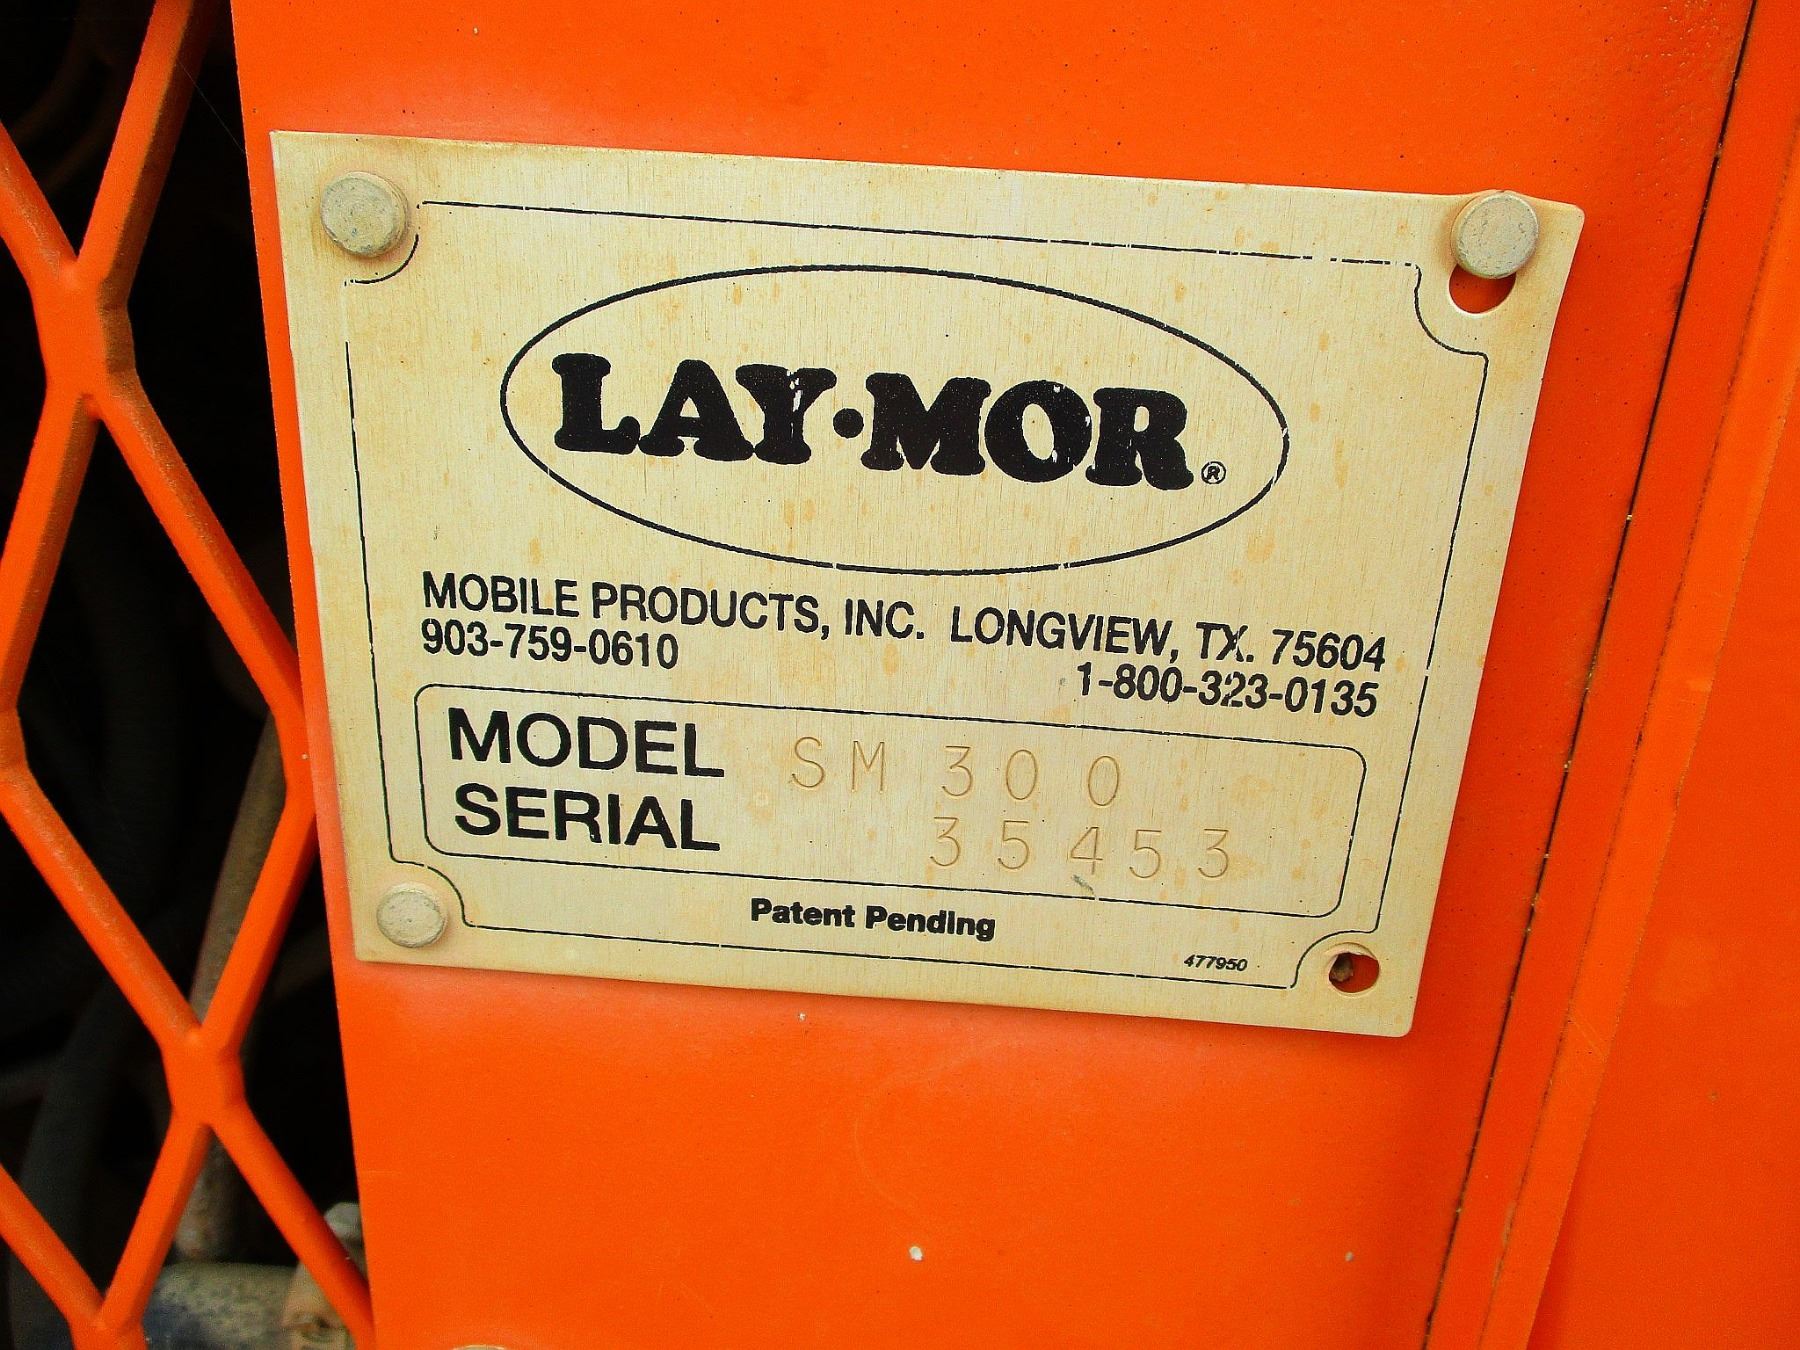 LAY•MOR®
MOBILE PRODUCTS, INC. LONGVIEW, TX. 75604
903-759-0610 1-800-323-0135
MODEL SM 300
SERIAL 35453
Patent Pending
477950